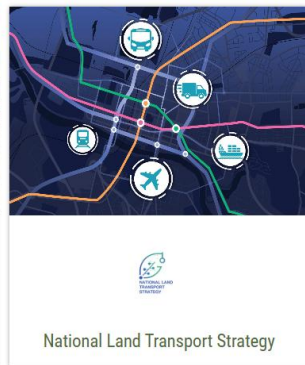 NATIONAL LAND
TRANSPORT
STRATEGY
National Land Transport Strategy